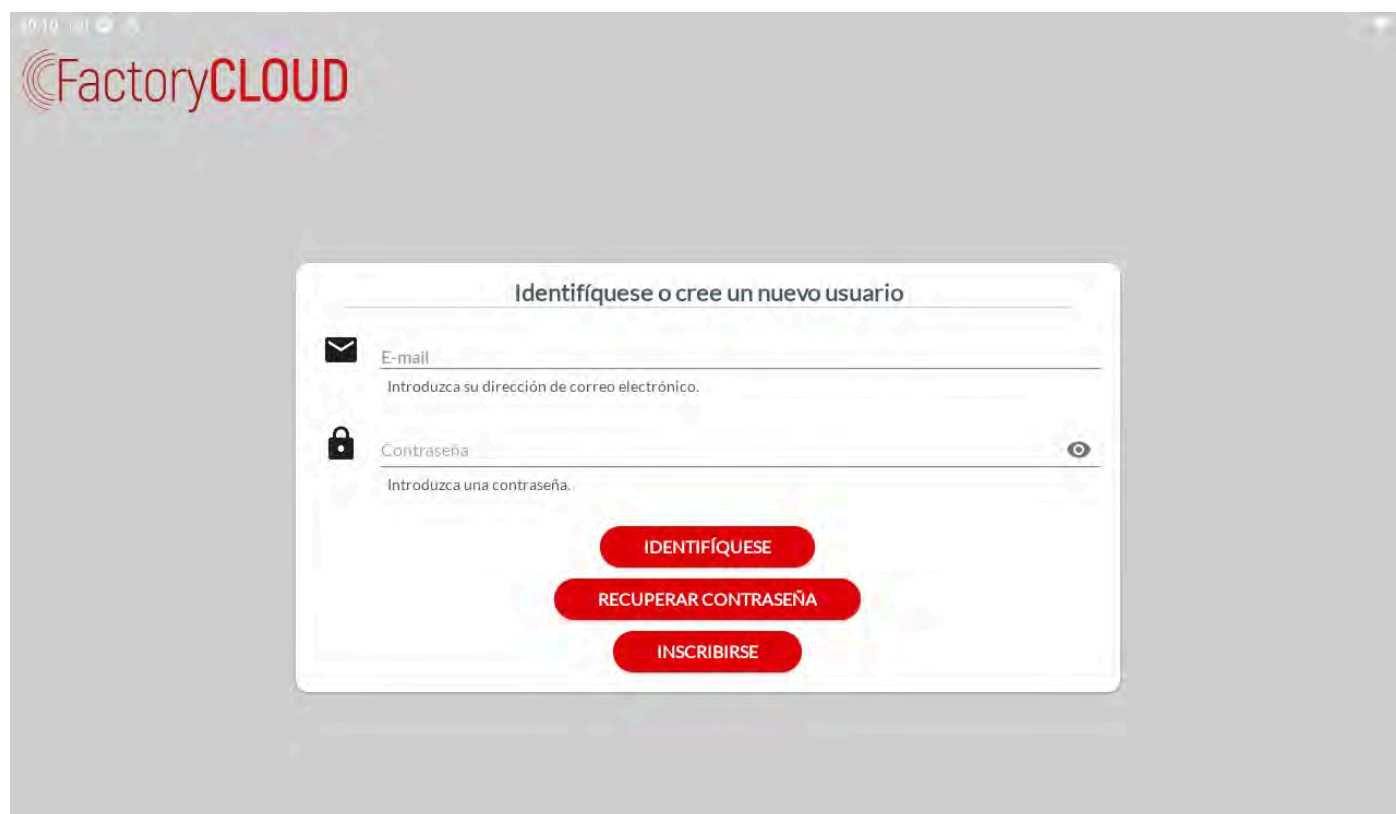 FactoryCLOUD
Identifíquese o cree un nuevo usuario
E-mail
Introduzca su dirección de correo electrónico.
Contraseña
Introduzca una contraseña.
IDENTIFÍQUESE
RECUPERAR CONTRASEÑA
INSCRIBIRSE